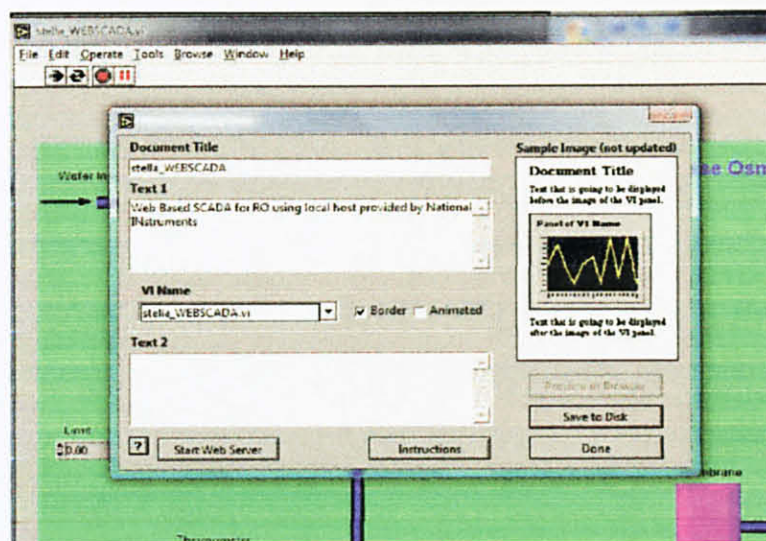 stella_WEBSCADA.vi
File Edit Operate Tools Browse Window Help
Document Title
stella_WEBSCADA
Text 1
Web Based SCADA for RO using local host provided by National
INstruments
VI Name
stella_WEBSCADA.vi
Border
Animated
Text 2
?
Start Web Server
Instructions
Sample Image (not updated)
Document Title
Text that is going to be displayed
before the image of the VI panel.
Panel of VI Name
Text that is going to be displayed
after the image of the VI panel.
Preview in Browser
Save to Disk
Done
Water In
se Osm
Limit
0.00
mbrane
Thermometer